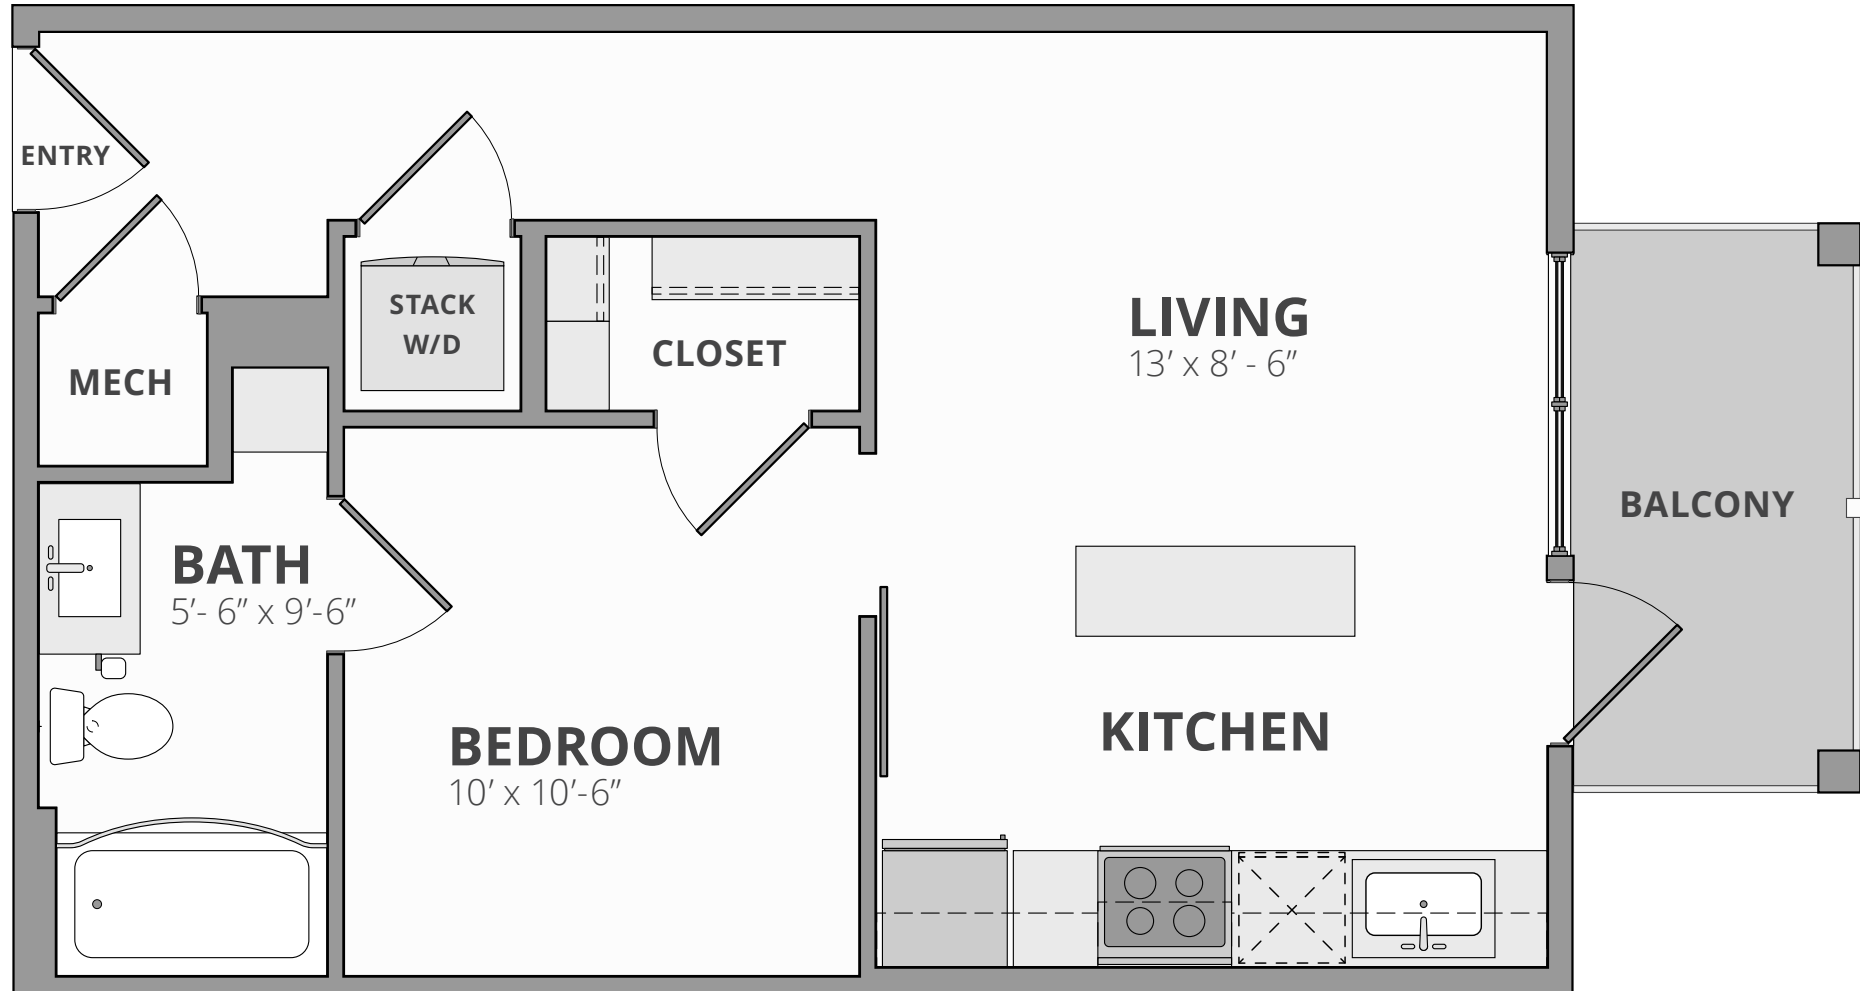 ENTRY
STACK
W/D
MECH
CLOSET
LIVING
13’ x 8’ - 6”
BALCONY
BATH
5’- 6” x 9’-6”
BEDROOM
10’ x 10’-6”
KITCHEN